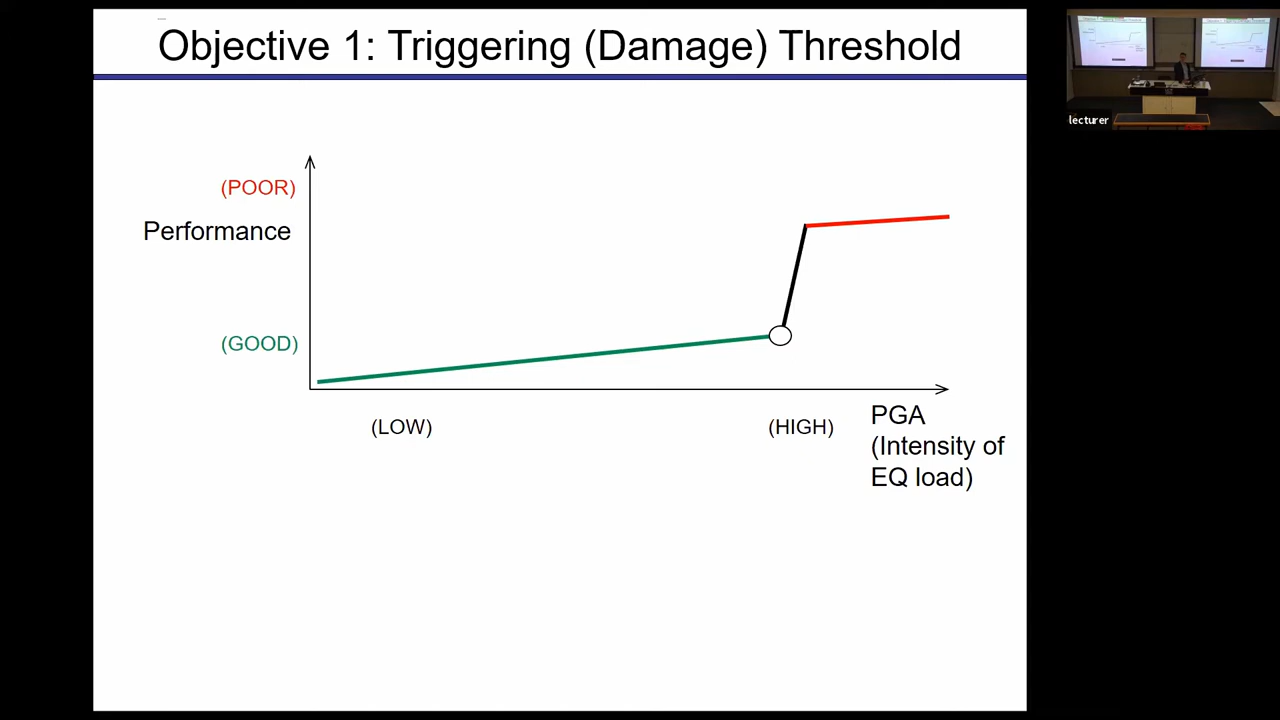 Objective 1: Triggering (Damage) Threshold
(POOR)
Performance
(GOOD)
(LOW)
(HIGH)
PGA
(Intensity of
EQ load)
lecturer